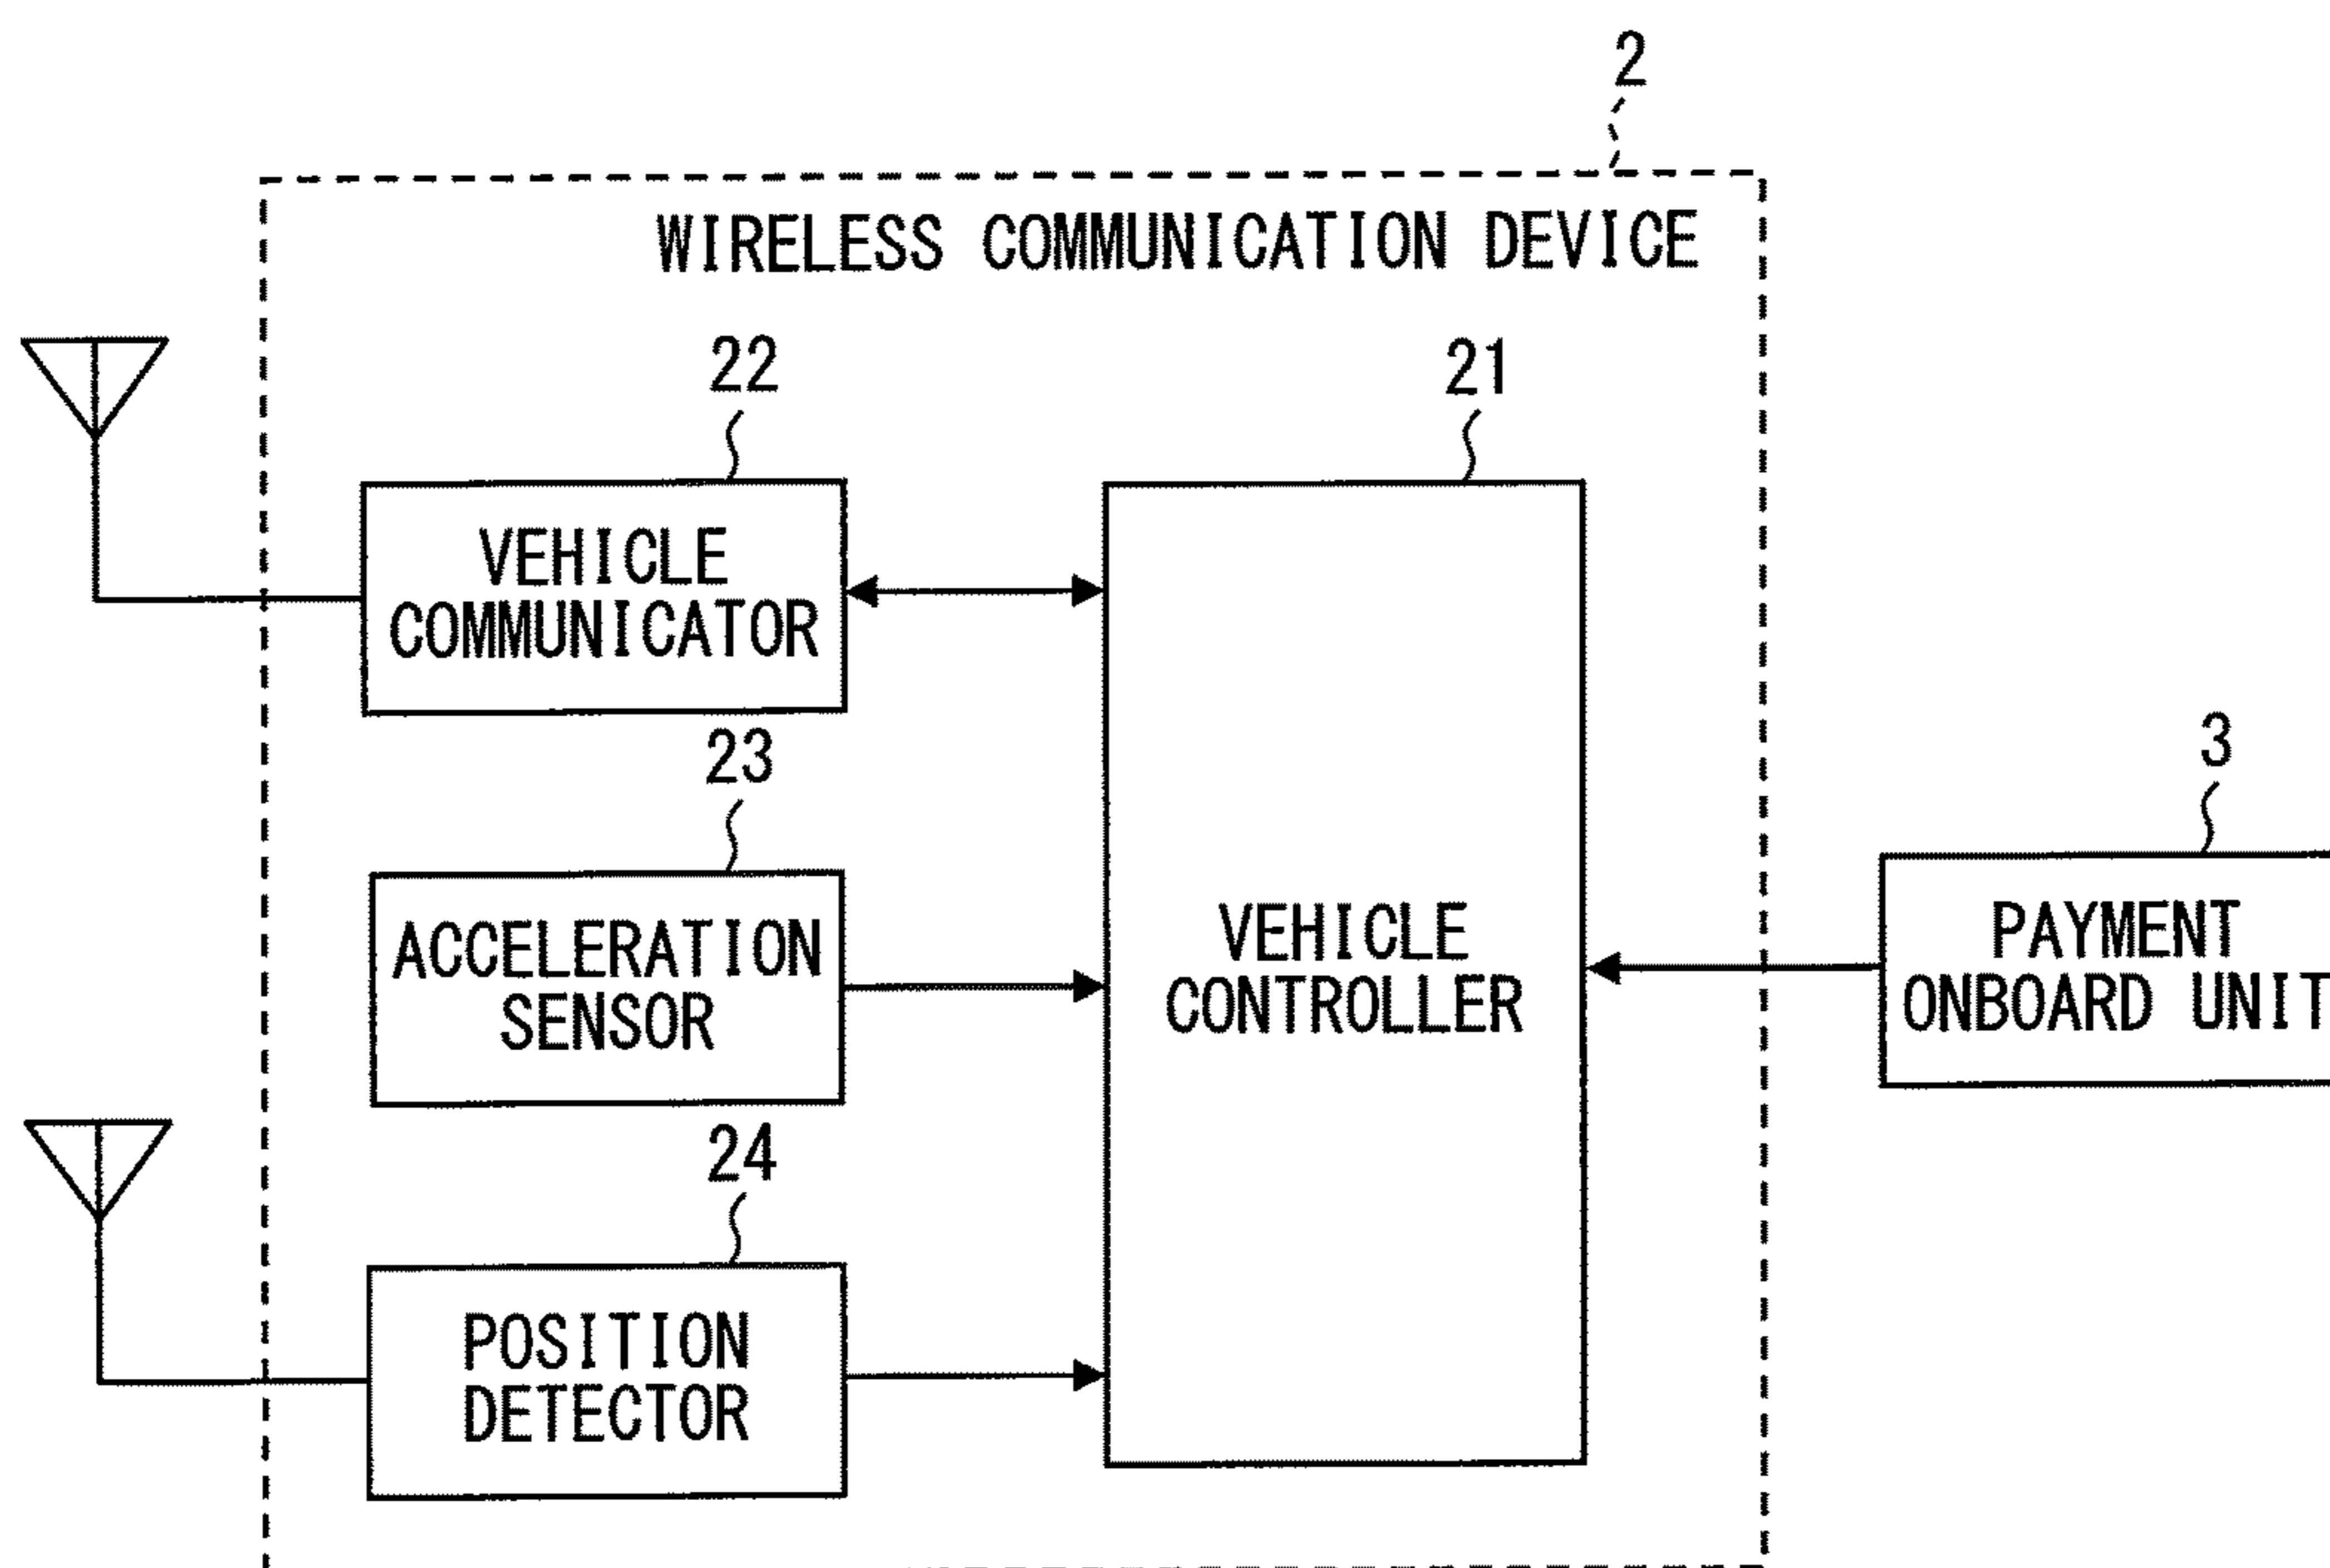 2
WIRELESS COMMUNICATION DEVICE
22
21
VEHICLE
COMMUNICATOR
23
3
ACCELERATION
SENSOR
VEHICLE
CONTROLLER
PAYMENT
ONBOARD UNIT
24
POSITION
DETECTOR